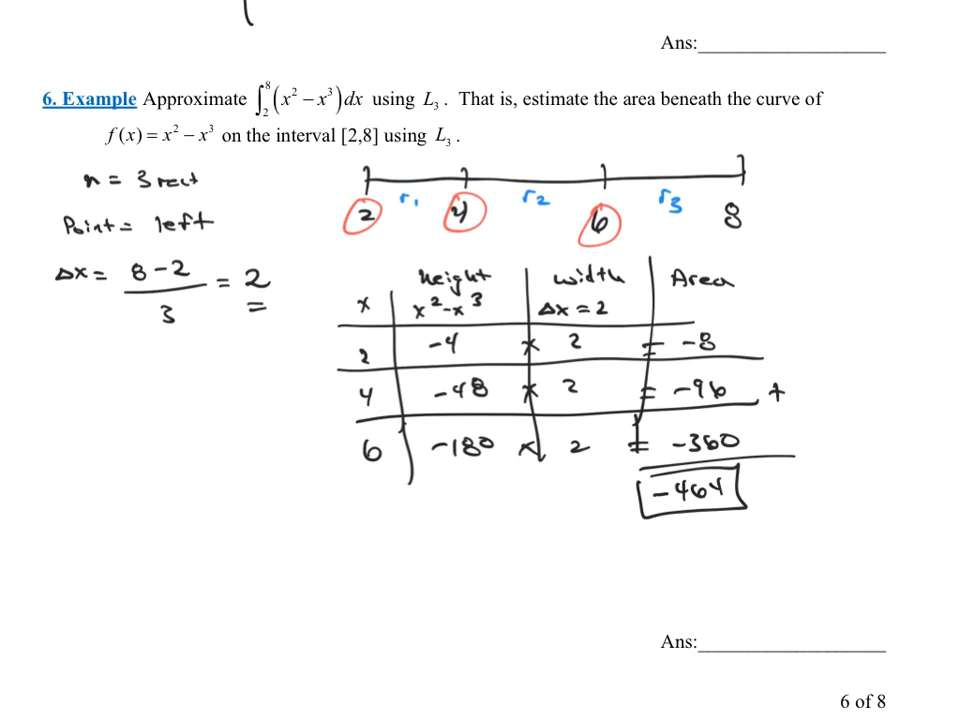 Ans:
6. Example Approximate ∫₂⁸(x² − x³)dx using L₃. That is, estimate the area beneath the curve of
f(x) = x² − x³ on the interval [2,8] using L₃.
n = 3 rect
Point = left
Δx = 8-2 / 3 = 2
r1 r2 r3
2 4 6 8
height width Area
x x²-x³ Δx = 2
2 -4 × 2 = -8
4 -48 × 2 = -96 +
6 -180 × 2 = -360
-464
Ans:
6 of 8